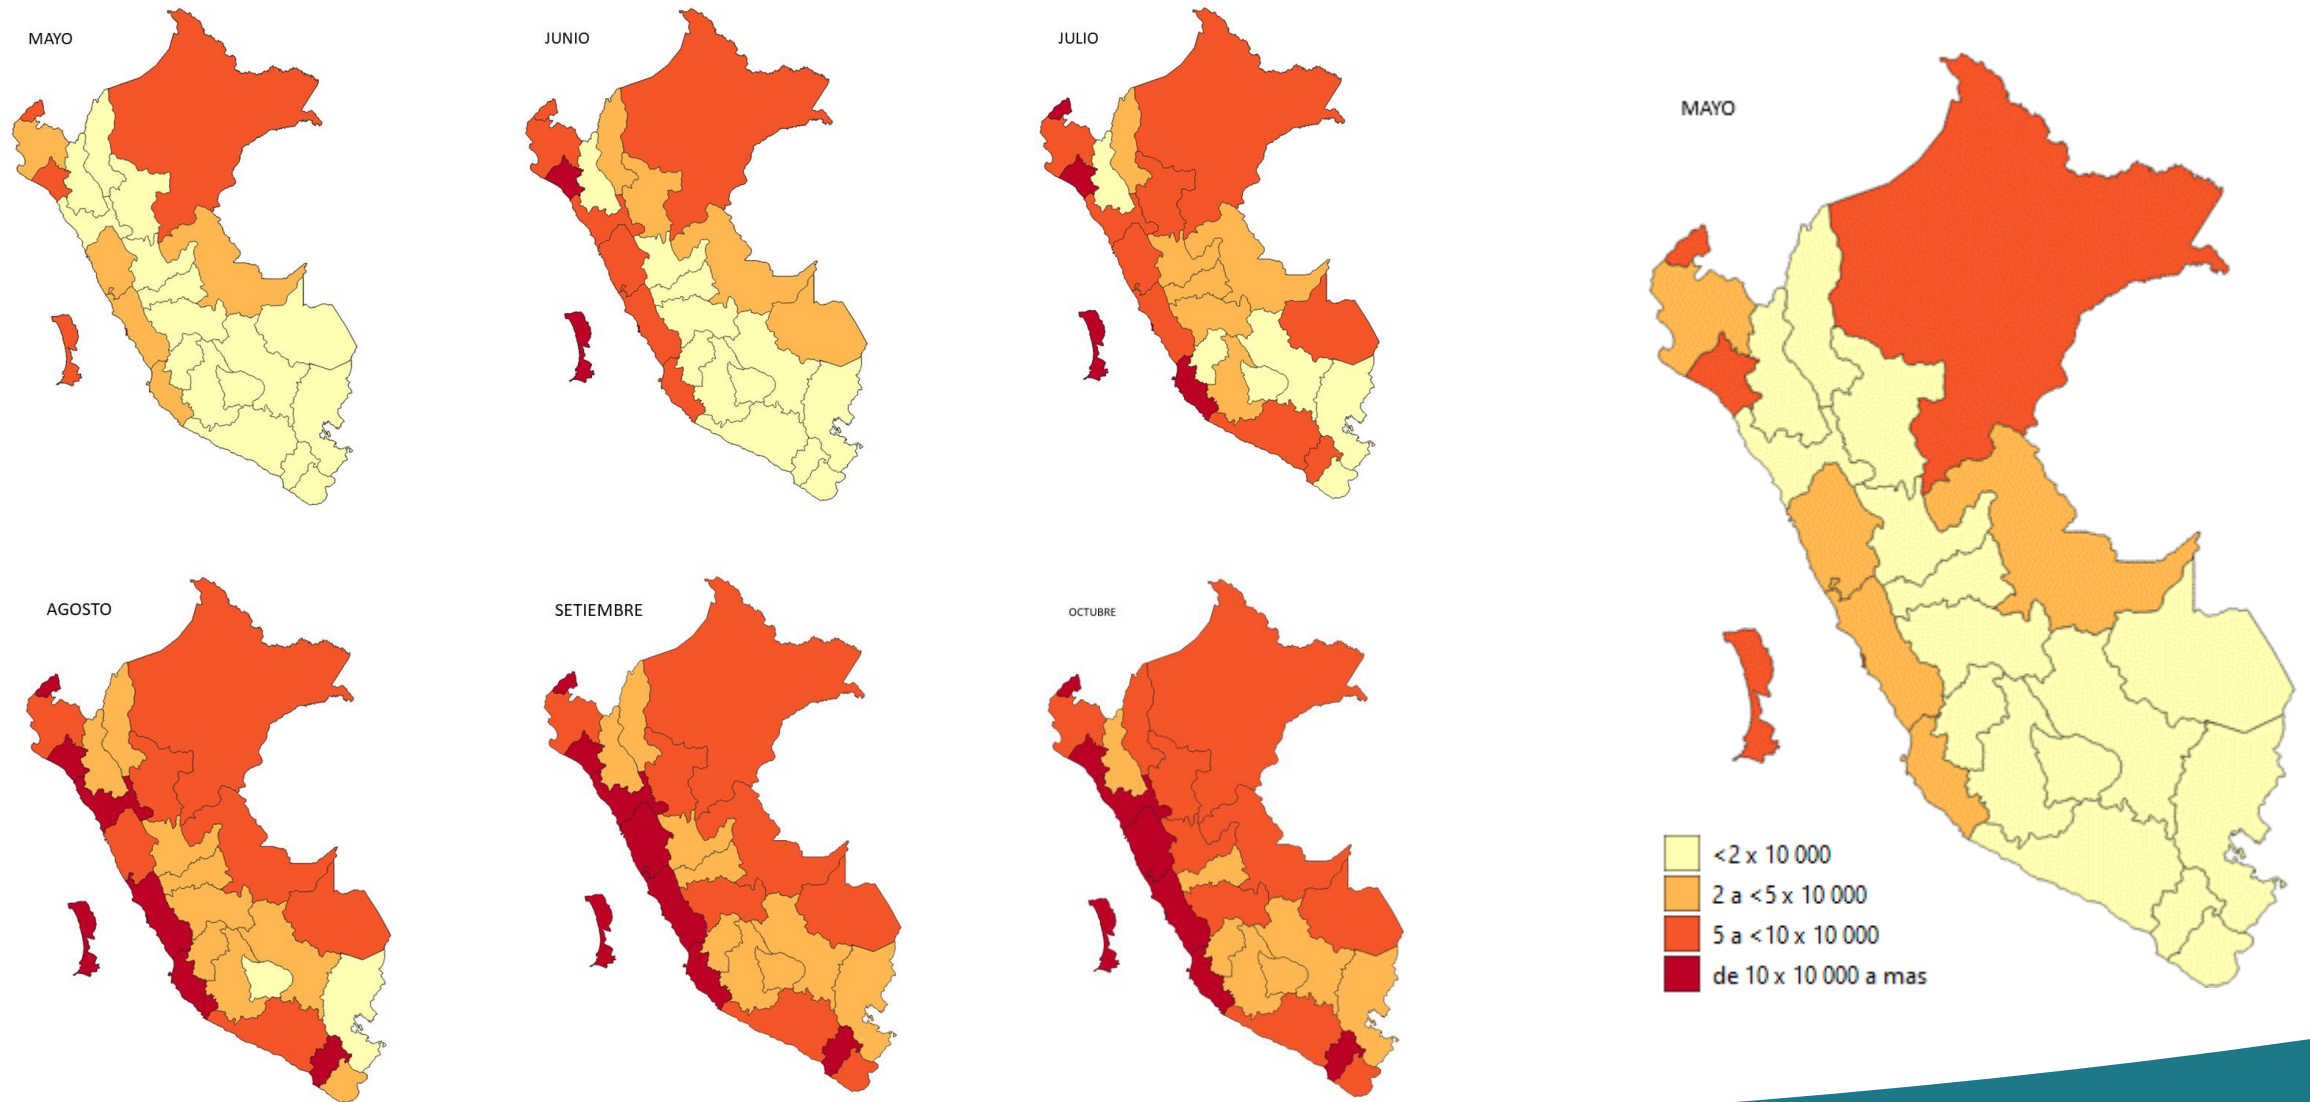 MAYO
JUNIO
JULIO
MAYO
AGOSTO
SETIEMBRE
OCTUBRE
<2 x 10 000
2 a <5 x 10 000
5 a <10 x 10 000
de 10 x 10 000 a mas